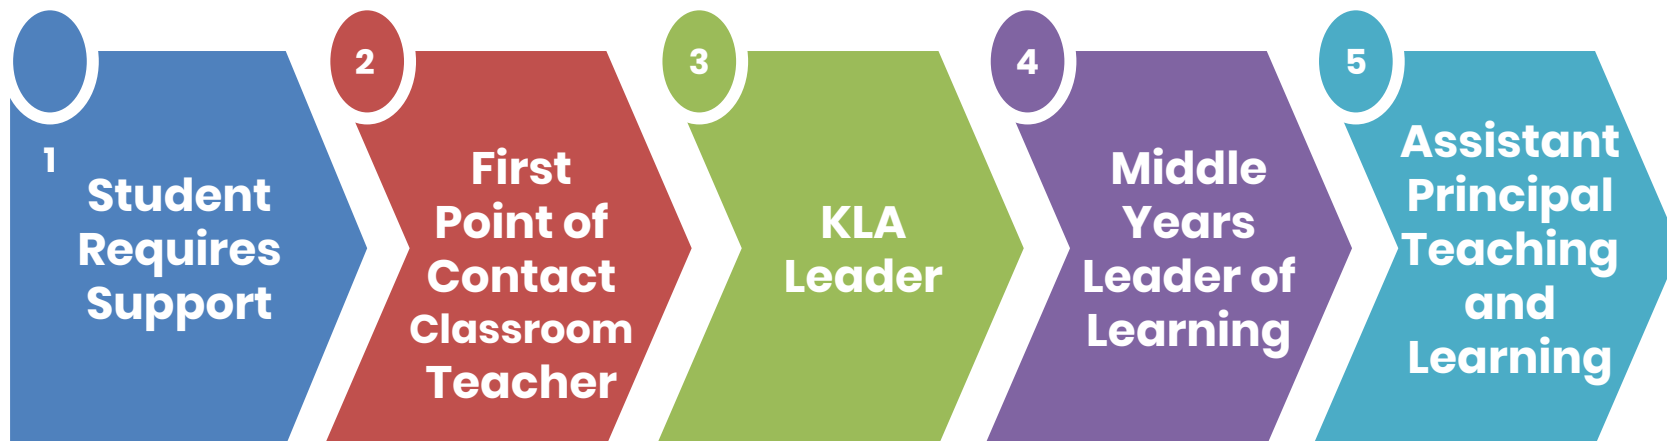 1
Student
Requires
Support
2
First
Point of
Contact
Classroom
Teacher
3
KLA
Leader
4
Middle
Years
Leader of
Learning
5
Assistant
Principal
Teaching
and
Learning